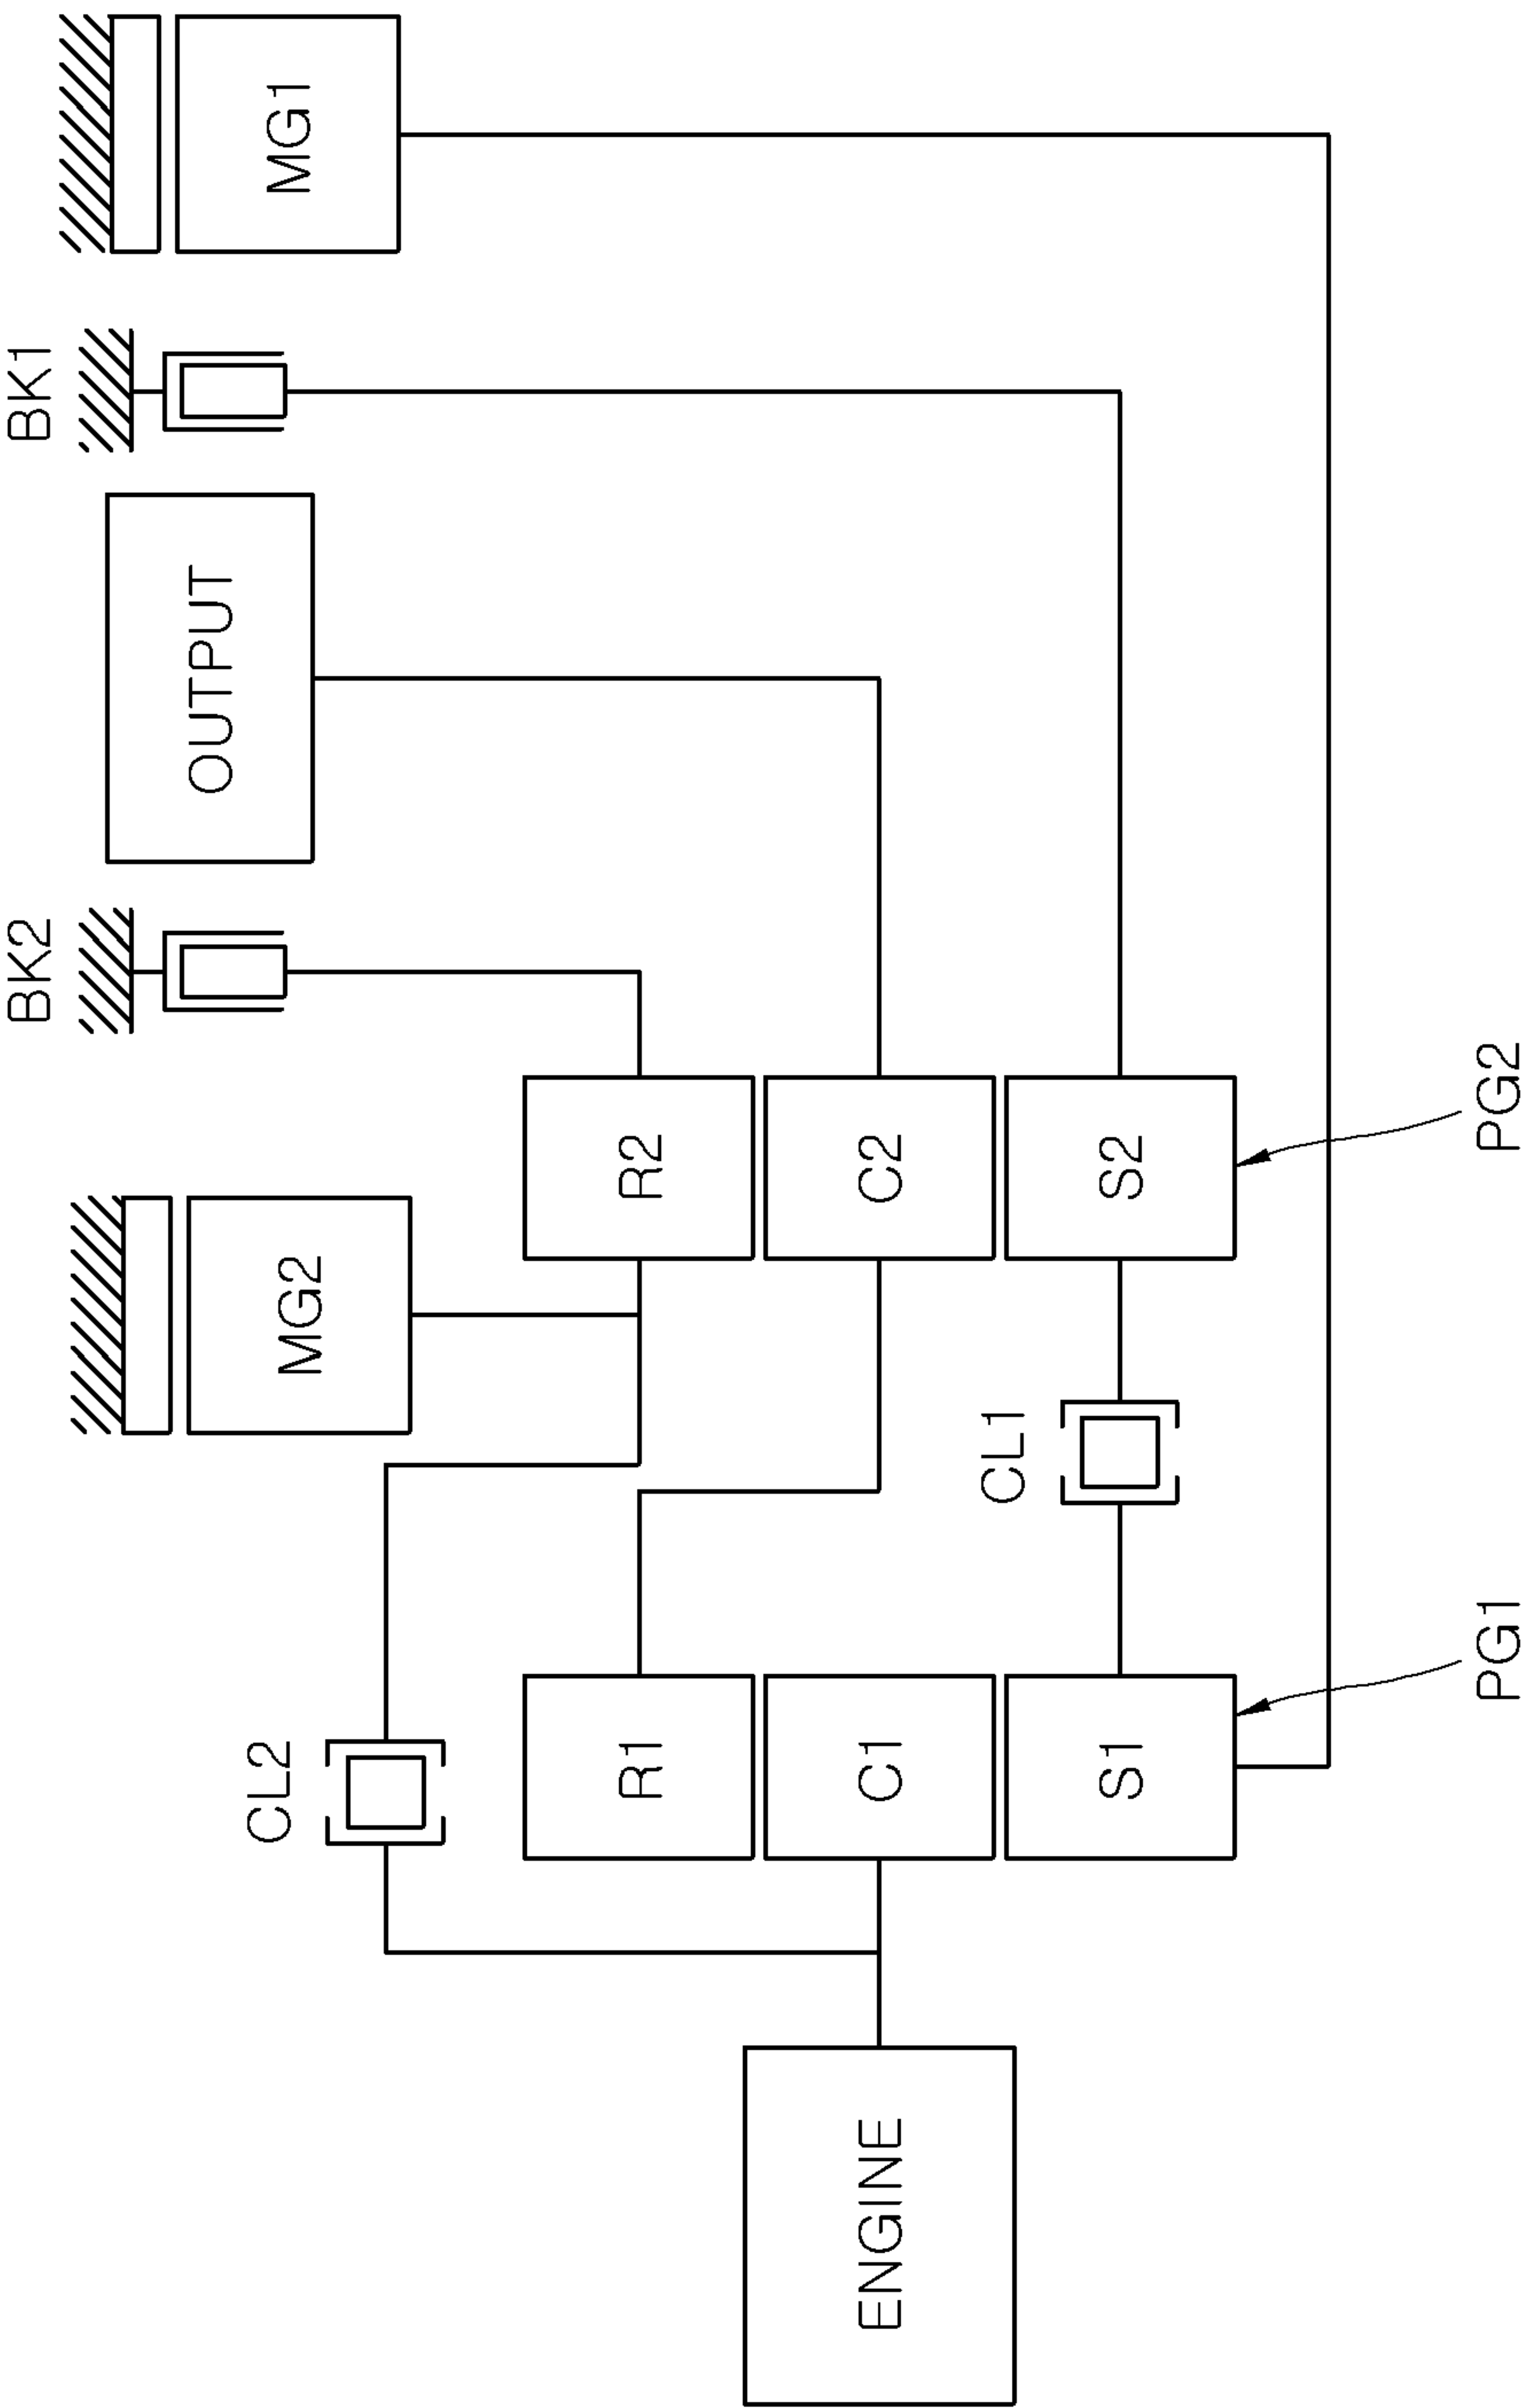 BK2
BK1
CL2
MG2
OUTPUT
MG1
R1
R2
ENGINE
C1
C2
CL1
S1
S2
PG1
PG2